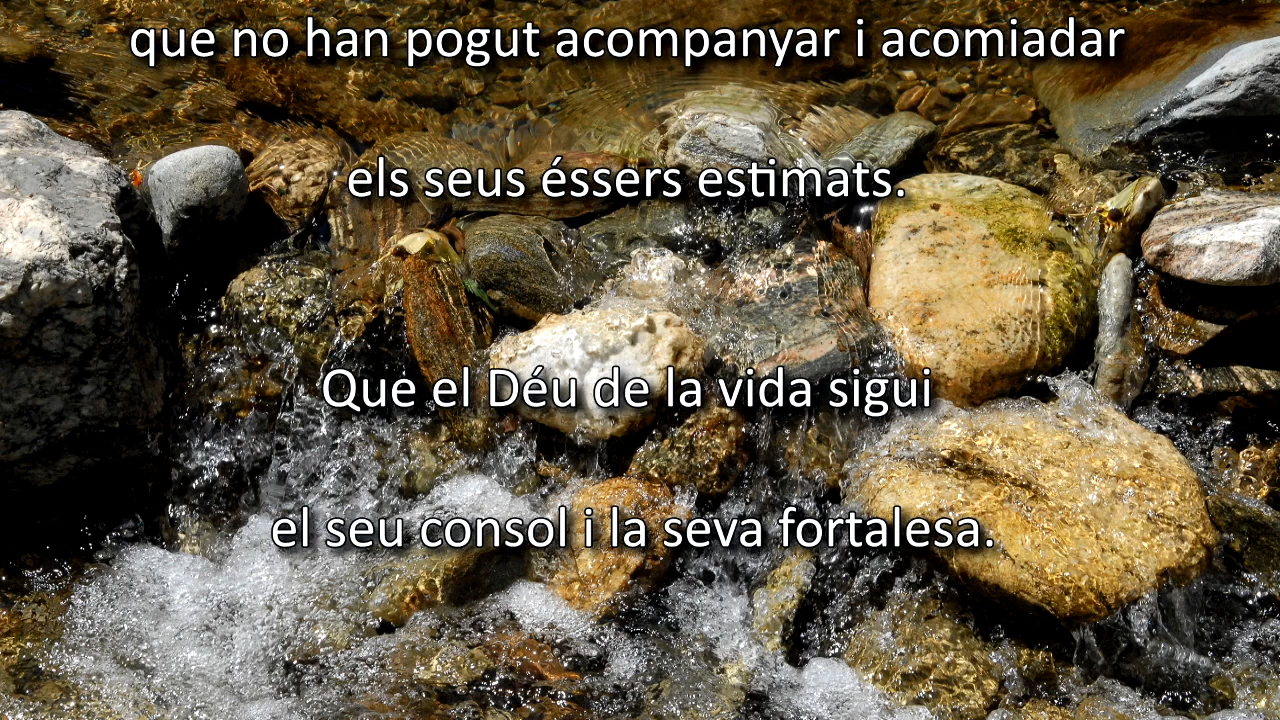 que no han pogut acompanyar i acomiadar
els seus éssers estimats.
Que el Déu de la vida sigui
el seu consol i la seva fortalesa.